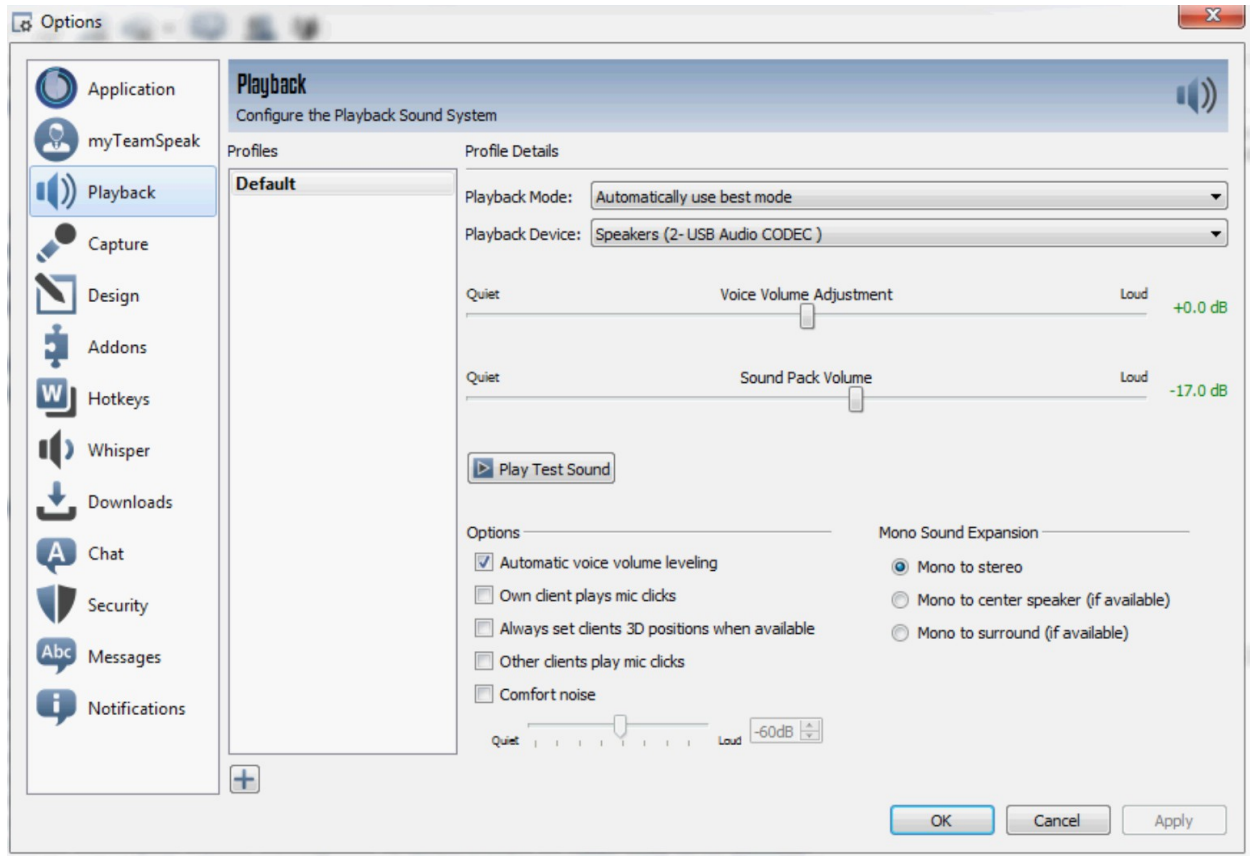 Options
Application
myTeamSpeak
Playback
Capture
Design
Addons
Hotkeys
Whisper
Downloads
Chat
Security
Messages
Notifications
W
A
Abc
Playback
Configure the Playback Sound System
Profiles
Default
Profile Details
Playback Mode: Automatically use best mode
Playback Device: Speakers (2- USB Audio CODEC )
Quiet Voice Volume Adjustment Loud +0.0 dB
Quiet Sound Pack Volume Loud -17.0 dB
Play Test Sound
Options
Automatic voice volume leveling
Own client plays mic clicks
Always set clients 3D positions when available
Other clients play mic clicks
Comfort noise
Quiet Loud -60dB
Mono Sound Expansion
Mono to stereo
Mono to center speaker (if available)
Mono to surround (if available)
OK Cancel Apply